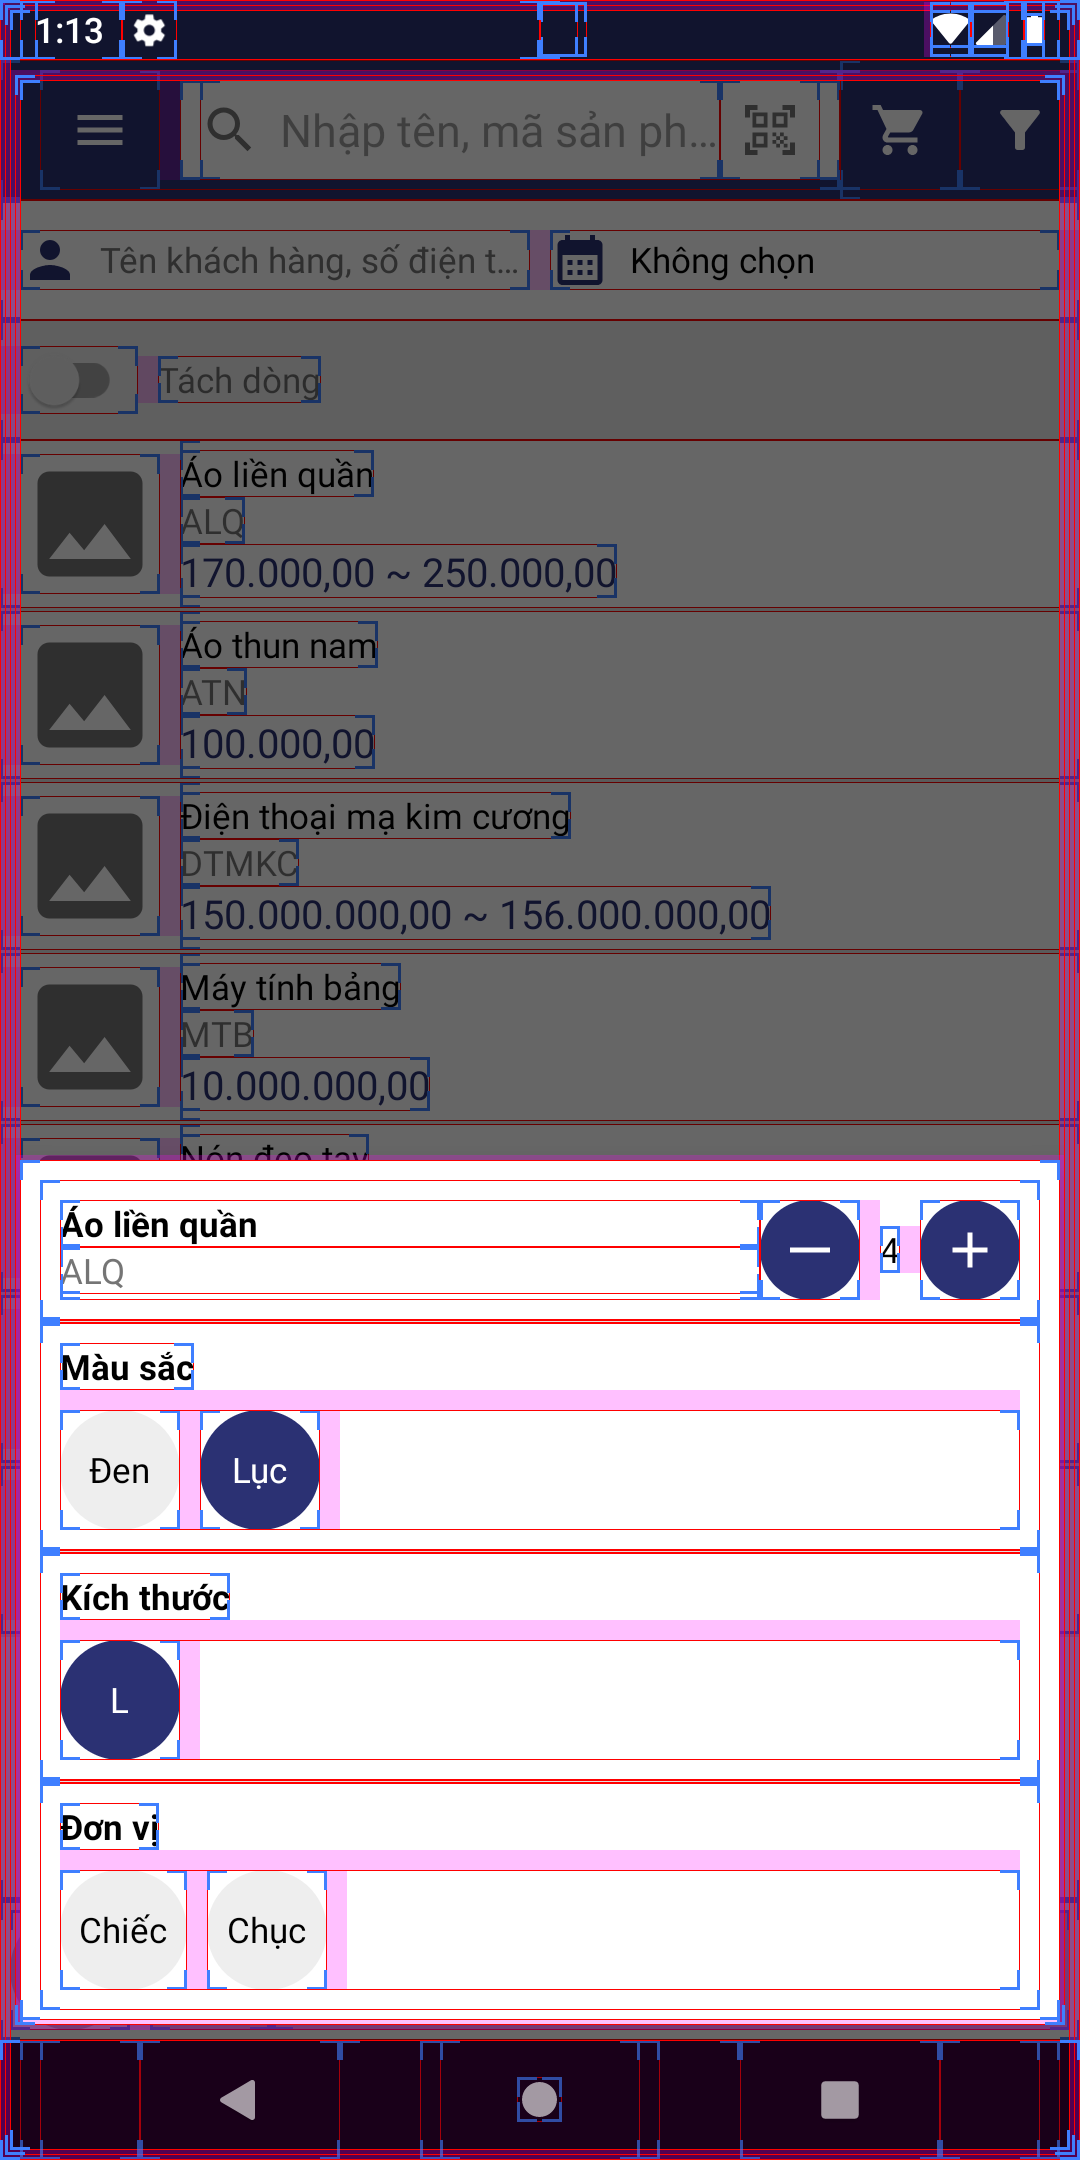 1:13
Nhập tên, mã sản ph...
Tên khách hàng, số điện t...
Không chọn
Tách dòng
Áo liền quần
ALQ
170.000,00 ~ 250.000,00
Áo thun nam
ATN
100.000,00
Điện thoại mạ kim cương
DTMKC
150.000.000,00 ~ 156.000.000,00
Máy tính bảng
MTB
10.000.000,00
Nón đeo tay
Áo liền quần
ALQ
4
Màu sắc
Đen
Lục
Kích thước
L
Đơn vị
Chiếc
Chục